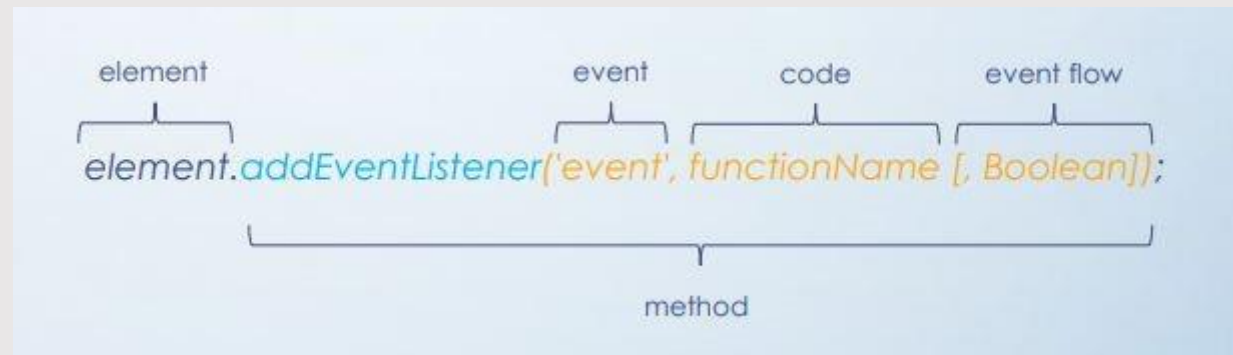 element event code event flow
element.addEventListener('event', functionName [, Boolean]);
method